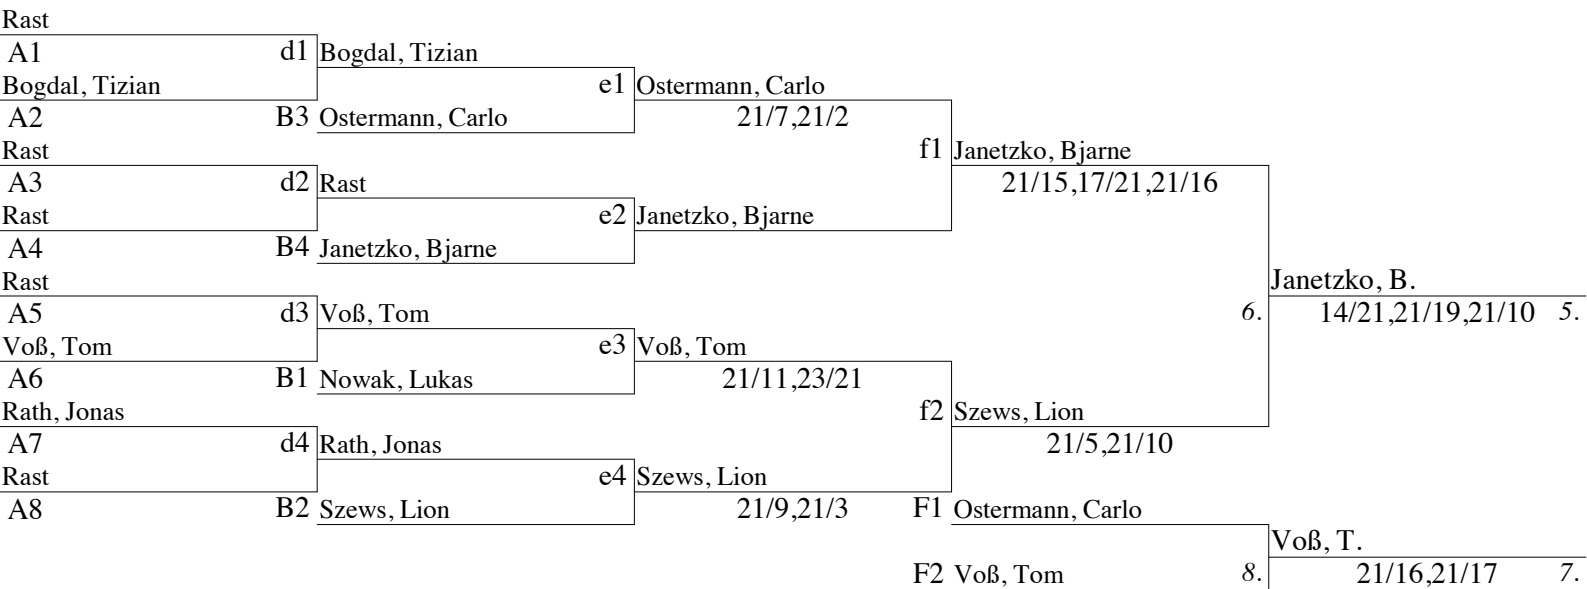 Rast
A1 d1 Bogdal, Tizian
Bogdal, Tizian e1 Ostermann, Carlo
A2 B3 Ostermann, Carlo 21/7,21/2
Rast f1 Janetzko, Bjarne
A3 d2 Rast 21/15,17/21,21/16
Rast e2 Janetzko, Bjarne
A4 B4 Janetzko, Bjarne
Rast Janetzko, B.
A5 d3 Voß, Tom 6. 14/21,21/19,21/10 5.
Voß, Tom e3 Voß, Tom
A6 B1 Nowak, Lukas 21/11,23/21
Rath, Jonas f2 Szews, Lion
A7 d4 Rath, Jonas 21/5,21/10
Rast e4 Szews, Lion
A8 B2 Szews, Lion 21/9,21/3 F1 Ostermann, Carlo
Voß, T.
F2 Voß, Tom 8. 21/16,21/17 7.